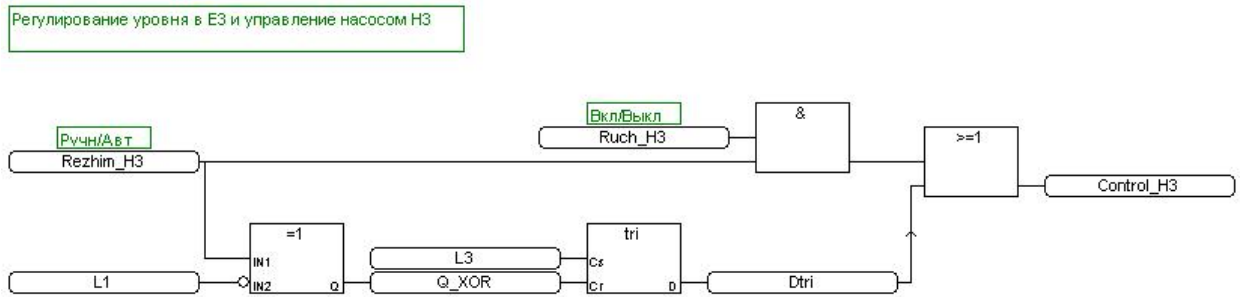 Регулирование уровня в Е3 и управление насосом Н3
Вкл/Выкл
&
Ruch_H3
>=1
Ручн/Авт
Rezhim_H3
Control_H3
=1
tri
IN1
L3
Cs
L1
IN2
Q
Q_XOR
Cr
D
Dtri